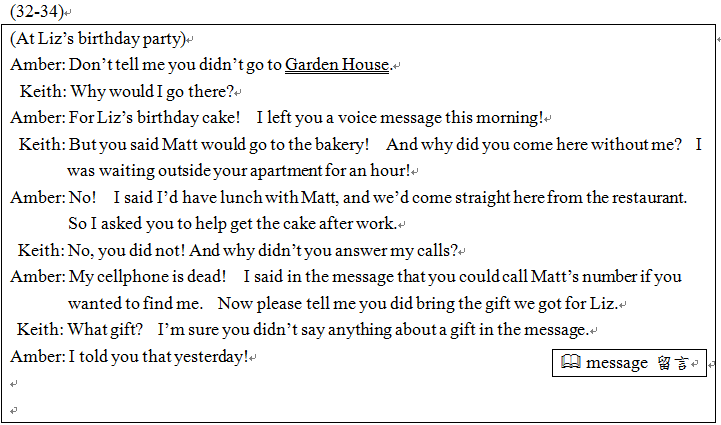 (32-34)
(At Liz's birthday party)
Amber: Don't tell me you didn't go to Garden House.
Keith: Why would I go there?
Amber: For Liz's birthday cake! I left you a voice message this morning!
Keith: But you said Matt would go to the bakery! And why did you come here without me? I
was waiting outside your apartment for an hour!
Amber: No! I said I'd have lunch with Matt, and we'd come straight here from the restaurant.
So I asked you to help get the cake after work.
Keith: No, you did not! And why didn't you answer my calls?
Amber: My cellphone is dead! I said in the message that you could call Matt's number if you
wanted to find me. Now please tell me you did bring the gift we got for Liz.
Keith: What gift? I'm sure you didn't say anything about a gift in the message.
Amber: I told you that yesterday!
message 留言